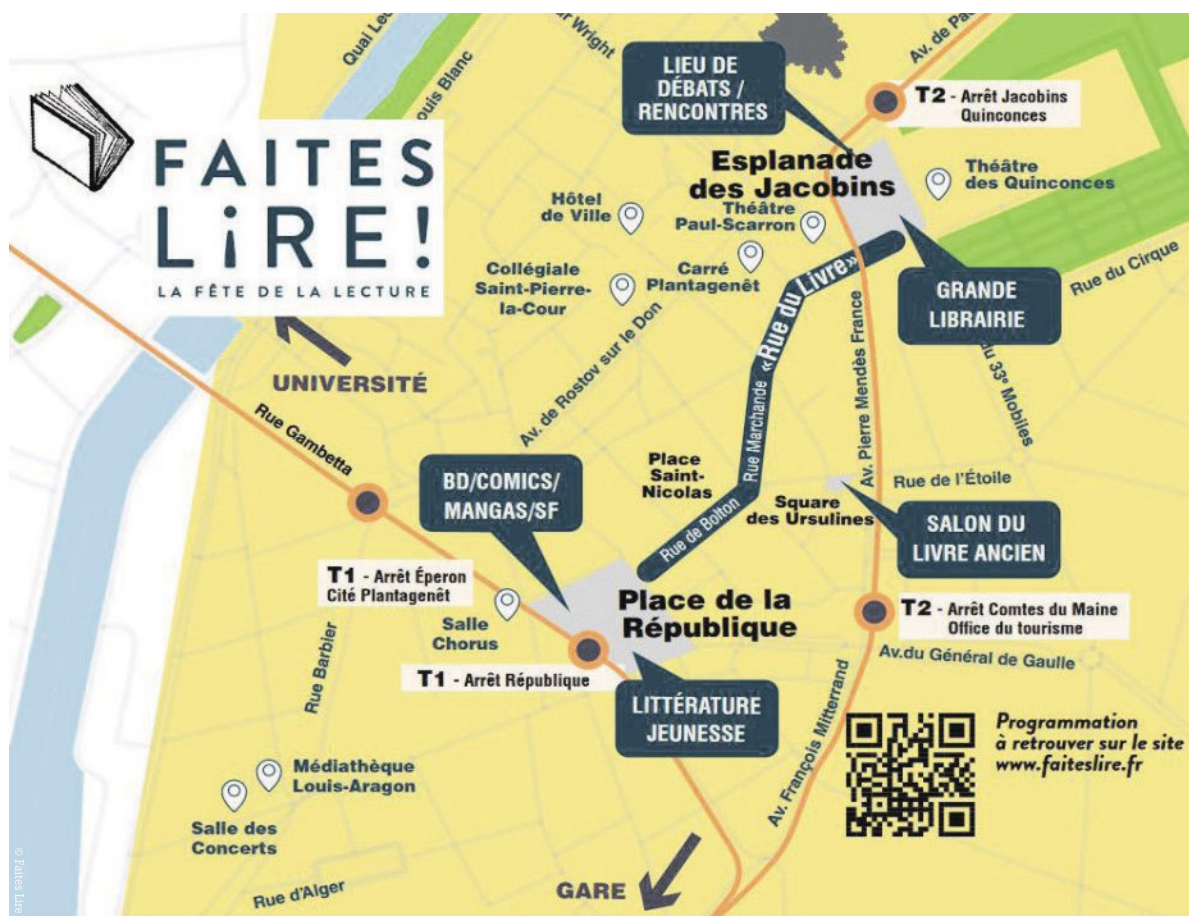 Quai Le
Louis Blanc
Wright
Av. de Pa
LIEU DE
DÉBATS /
RENCONTRES
T2 - Arrêt Jacobins
Quinconces
FAITES
LiRE!
LA FÊTE DE LA LECTURE
Esplanade
des Jacobins
Théâtre
des Quinconces
Hôtel
de Ville
Théâtre
Paul-Scarron
Collégiale
Saint-Pierre-
la-Cour
Carré
Plantagenêt
Rue du Cirque
GRANDE
LIBRAIRIE
«Rue du Livre»
Rue Marchande
Rue de Bolton
Av. Pierre Mendès France
du 33e Mobiles
UNIVERSITÉ
Av. de Rostov sur le Don
Rue Gambetta
BD/COMICS/
MANGAS/SF
Place
Saint-
Nicolas
Rue de l'Étoile
Square
des Ursulines
SALON DU
LIVRE ANCIEN
T1 - Arrêt Éperon
Cité Plantagenêt
Salle
Chorus
Place de la
République
T2 - Arrêt Comtes du Maine
Office du tourisme
Av.du Général de Gaulle
Rue Barbier
T1 - Arrêt République
LITTÉRATURE
JEUNESSE
Av. François Mitterrand
Programmation
à retrouver sur le site
www.faiteslire.fr
Médiathèque
Louis-Aragon
Salle des
Concerts
Rue d'Alger
GARE
© Faites Lire